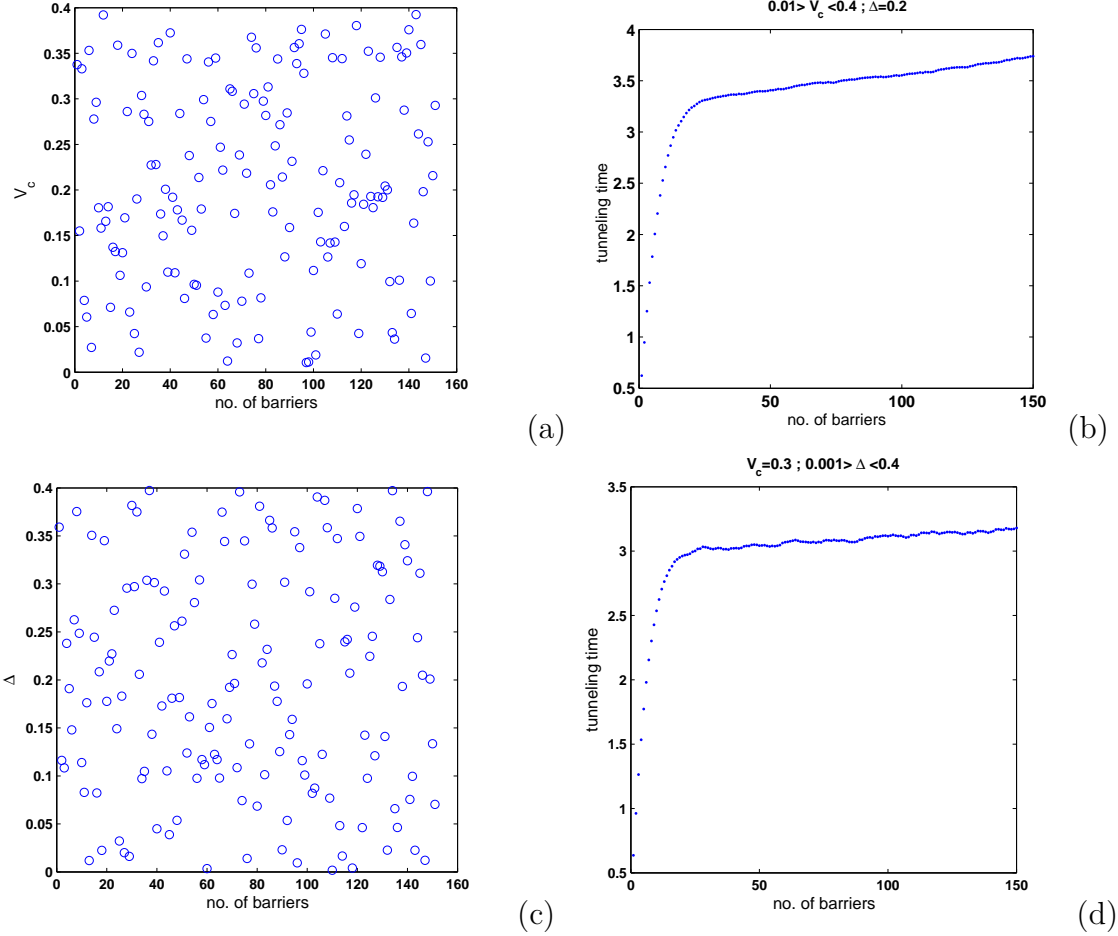 0.4
0.35
0.3
0.25
0.2
0.15
0.1
0.05
0
V_c
0 20 40 60 80 100 120 140 160
no. of barriers
(a)
0.01> V_c <0.4 ; Δ=0.2
4
3.5
3
2.5
2
1.5
1
0.5
tunneling time
0 50 100 150
no. of barriers
(b)
0.4
0.35
0.3
0.25
0.2
0.15
0.1
0.05
0
Δ
0 20 40 60 80 100 120 140 160
no. of barriers
(c)
V_c=0.3 ; 0.001> Δ <0.4
3.5
3
2.5
2
1.5
1
0.5
tunneling time
0 50 100 150
no. of barriers
(d)